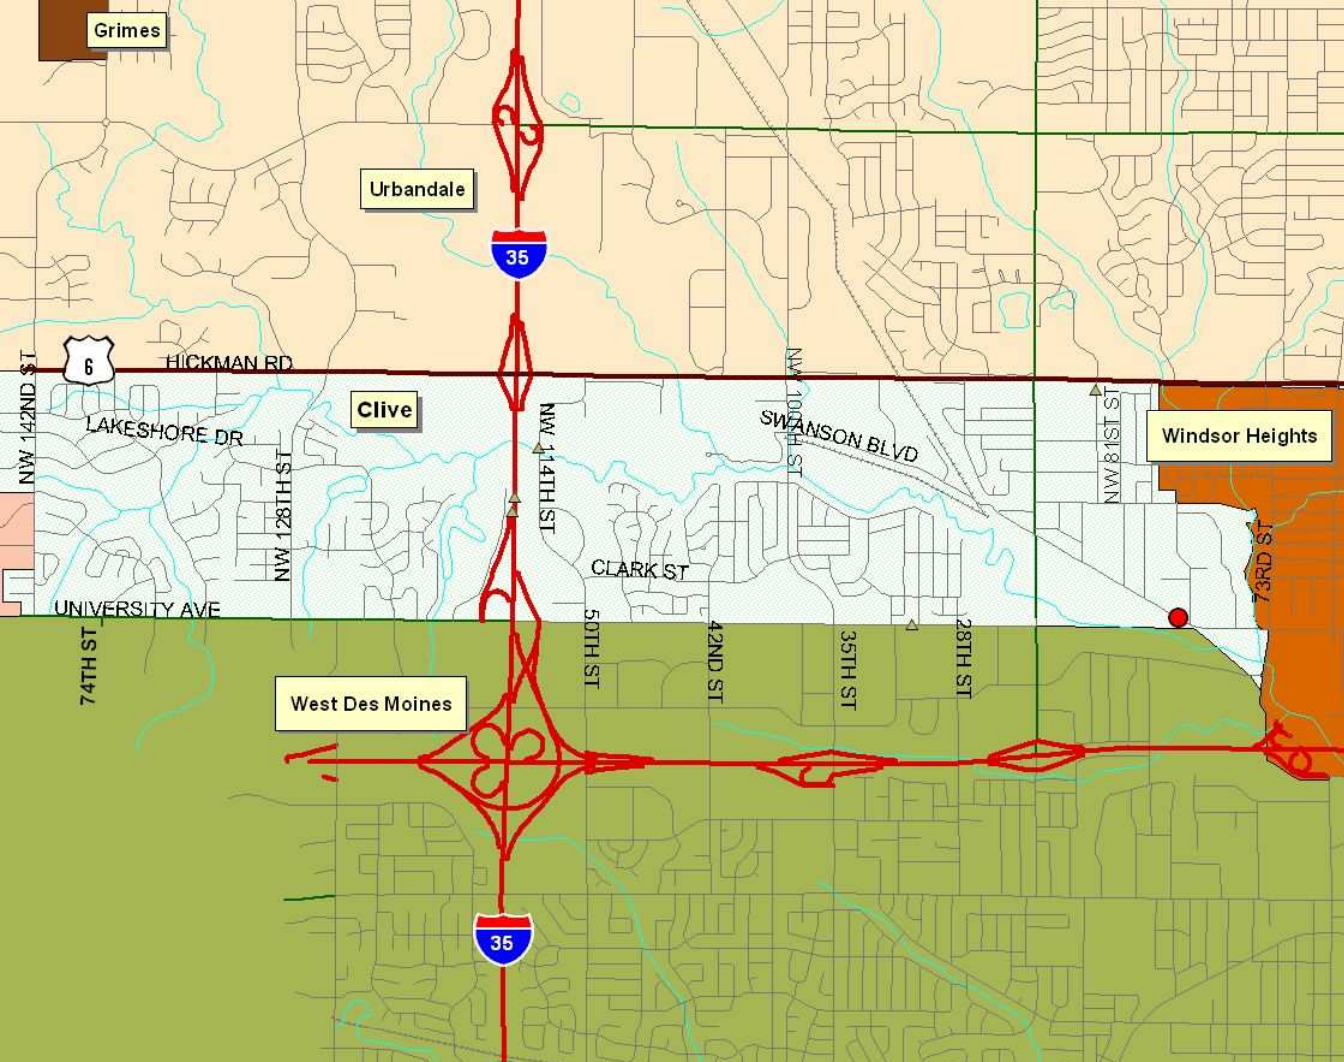 Grimes
Urbandale
35
6
HICKMAN RD
NW 142ND ST
Clive
LAKESHORE DR
NW 128TH ST
NW 114TH ST
NW 100TH ST
SWANSON BLVD
NW 81ST ST
Windsor Heights
73RD ST
CLARK ST
UNIVERSITY AVE
74TH ST
50TH ST
42ND ST
35TH ST
28TH ST
West Des Moines
35